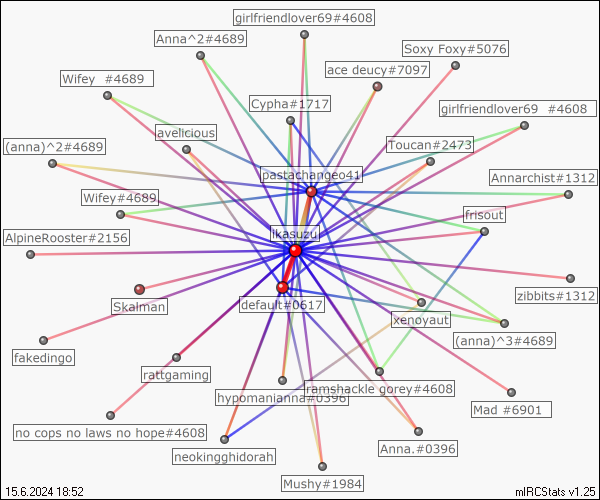 girlfriendlover69#4608
Anna^2#4689
Soxy Foxy#5076
ace deucy#7097
Wifey  #4689
Cypha#1717
girlfriendlover69  #4608
avelicious
(anna)^2#4689
Toucan#2473
pastachangeo41
Annarchist#1312
Wifey#4689
frisout
Ikasuzu
AlpineRooster#2156
zibbits#1312
Skalman
default#0617
xenoyaut
(anna)^3#4689
fakedingo
rattgaming
ramshackle gorey#4608
hypomanianna#0396
Mad #6901
no cops no laws no hope#4608
Anna.#0396
neokingghidorah
Mushy#1984
15.6.2024 18:52
mIRCStats v1.25